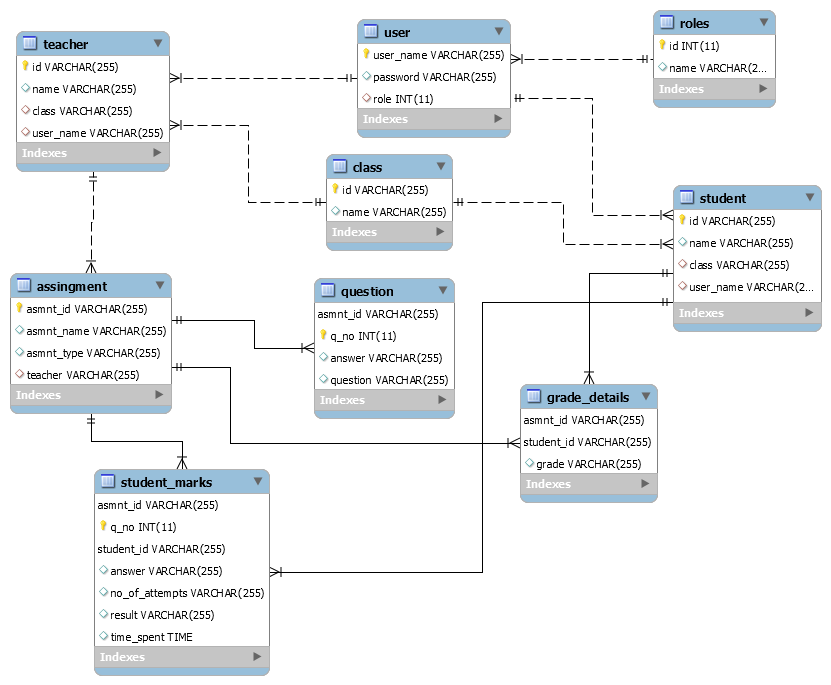 teacher
id VARCHAR(255)
name VARCHAR(255)
class VARCHAR(255)
user_name VARCHAR(255)
Indexes
user
user_name VARCHAR(255)
password VARCHAR(255)
role INT(11)
Indexes
roles
id INT(11)
name VARCHAR(2...
Indexes
class
id VARCHAR(255)
name VARCHAR(255)
Indexes
student
id VARCHAR(255)
name VARCHAR(255)
class VARCHAR(255)
user_name VARCHAR(2...
Indexes
assingment
asmnt_id VARCHAR(255)
asmnt_name VARCHAR(255)
asmnt_type VARCHAR(255)
teacher VARCHAR(255)
Indexes
question
asmnt_id VARCHAR(255)
q_no INT(11)
answer VARCHAR(255)
question VARCHAR(255)
Indexes
grade_details
asmnt_id VARCHAR(255)
student_id VARCHAR(255)
grade VARCHAR(255)
Indexes
student_marks
asmnt_id VARCHAR(255)
q_no INT(11)
student_id VARCHAR(255)
answer VARCHAR(255)
no_of_attempts VARCHAR(255)
result VARCHAR(255)
time_spent TIME
Indexes